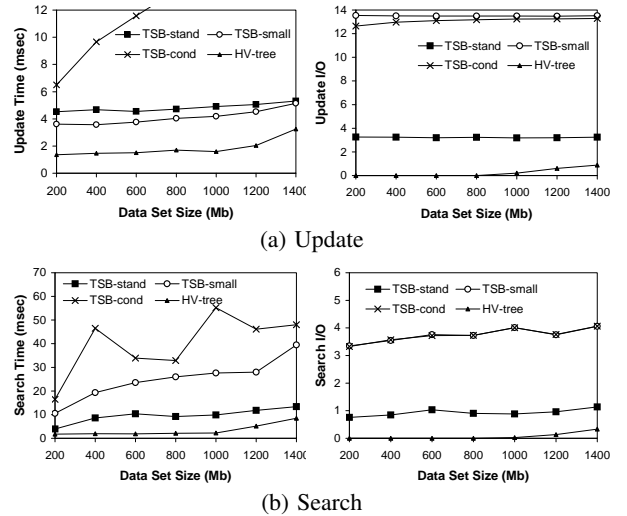 12
10
8
6
4
2
0
Update Time (msec)
TSB-stand
TSB-small
TSB-cond
HV-tree
200 400 600 800 1000 1200 1400
Data Set Size (Mb)
14
12
10
8
6
4
2
0
Update I/O
TSB-stand
TSB-small
TSB-cond
HV-tree
200 400 600 800 1000 1200 1400
Data Set Size (Mb)
(a) Update
70
60
50
40
30
20
10
0
Search Time (msec)
TSB-stand
TSB-small
TSB-cond
HV-tree
200 400 600 800 1000 1200 1400
Data Set Size (Mb)
6
5
4
3
2
1
0
Search I/O
TSB-stand
TSB-small
TSB-cond
HV-tree
200 400 600 800 1000 1200 1400
Data Set Size (Mb)
(b) Search